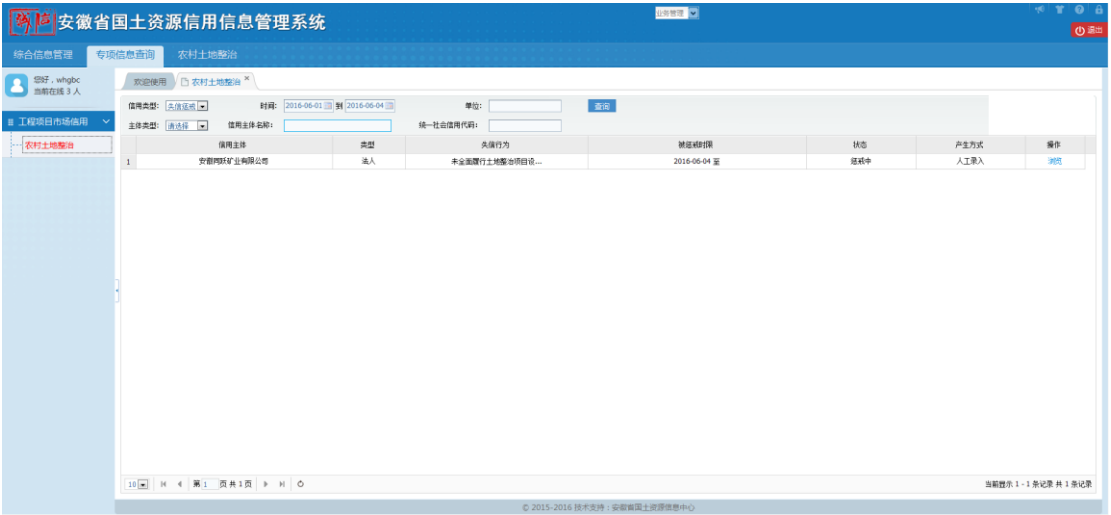 诚信 安徽省国土资源信用信息管理系统 业务管理
退出
综合信息管理 专项信息查询 农村土地整治
您好，whgbc
当前在线 3 人
欢迎使用 农村土地整治 ×
信用类型: 失信惩戒 时间: 2016-06-01 到 2016-06-04 单位: 查询
工程项目市场信用
主体类型: 请选择 信用主体名称: 统一社会信用代码:
农村土地整治
信用主体 类型 失信行为 被惩戒时限 状态 产生方式 操作
1 法人 未全面履行土地整治项目设... 2016-06-04 至 惩戒中 人工录入 浏览
10 第 1 页 共 1 页 当前显示 1 - 1 条记录 共 1 条记录
© 2015-2016 技术支持：安徽省国土资源信息中心